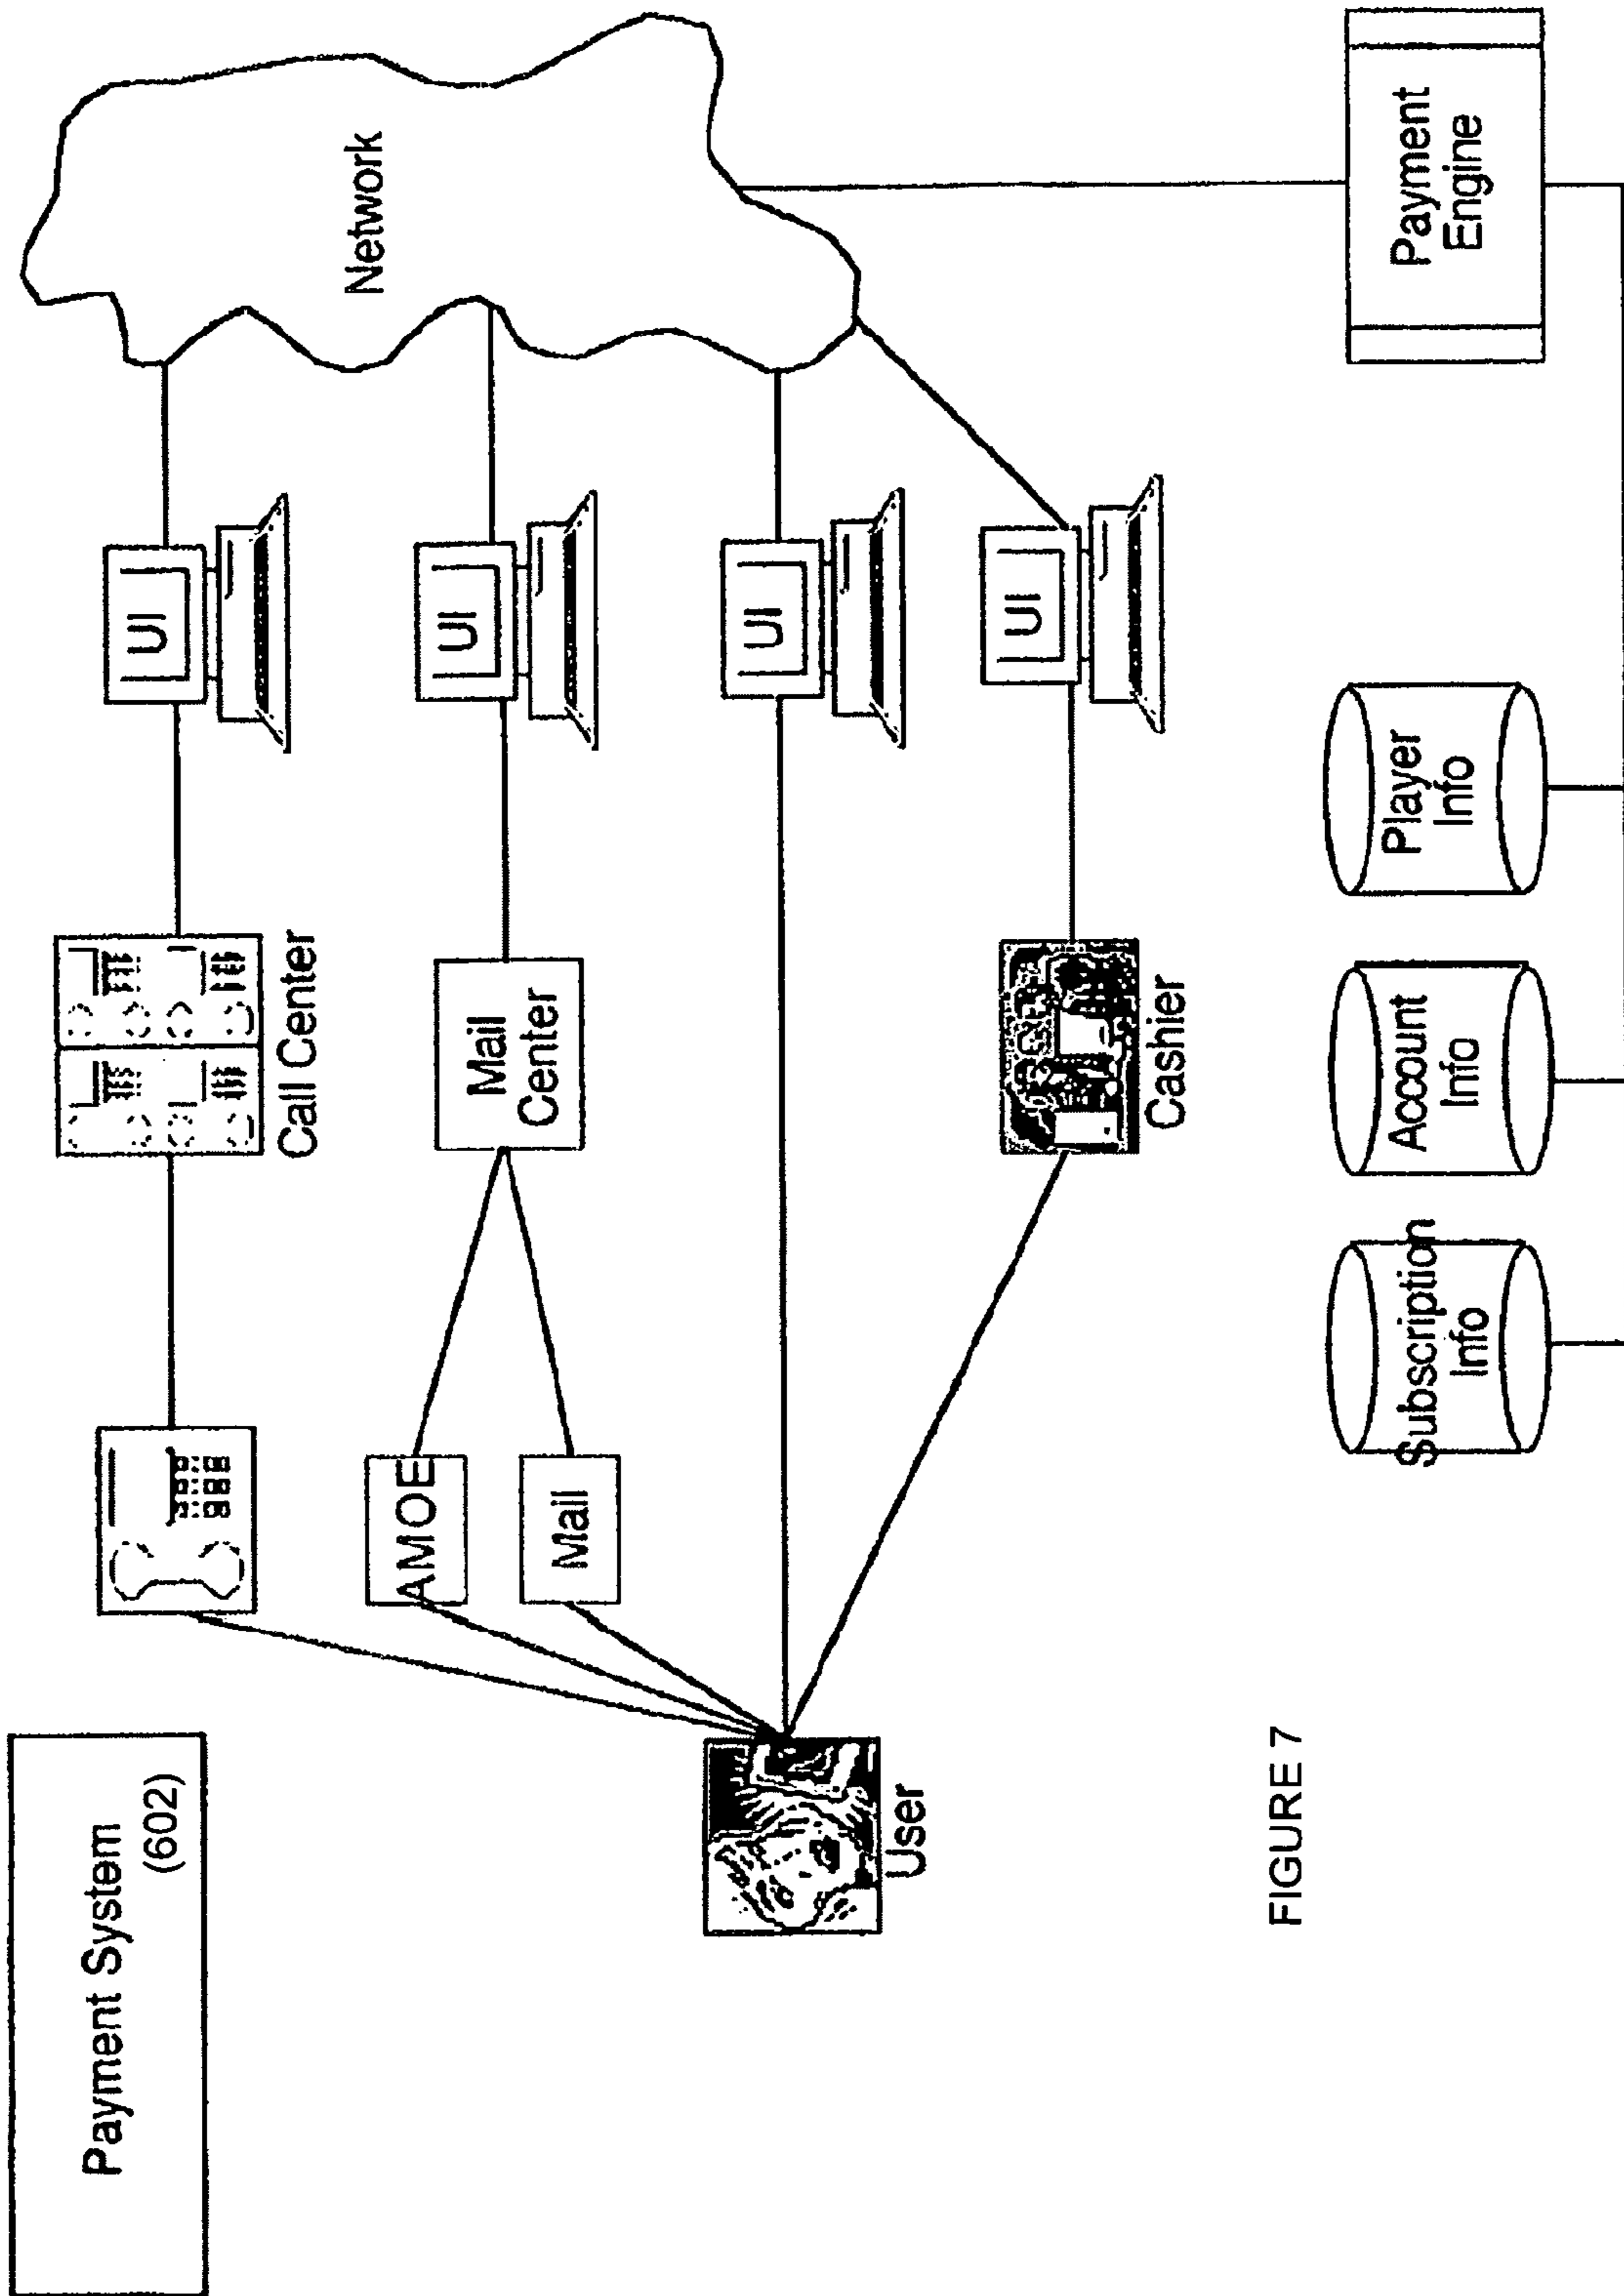 Payment System
(602)
Call Center
UI
Network
AMOE
Mail
Mail
Center
UI
User
UI
Cashier
UI
FIGURE 7
Subscription
Info
Account
Info
Player
Info
Payment
Engine